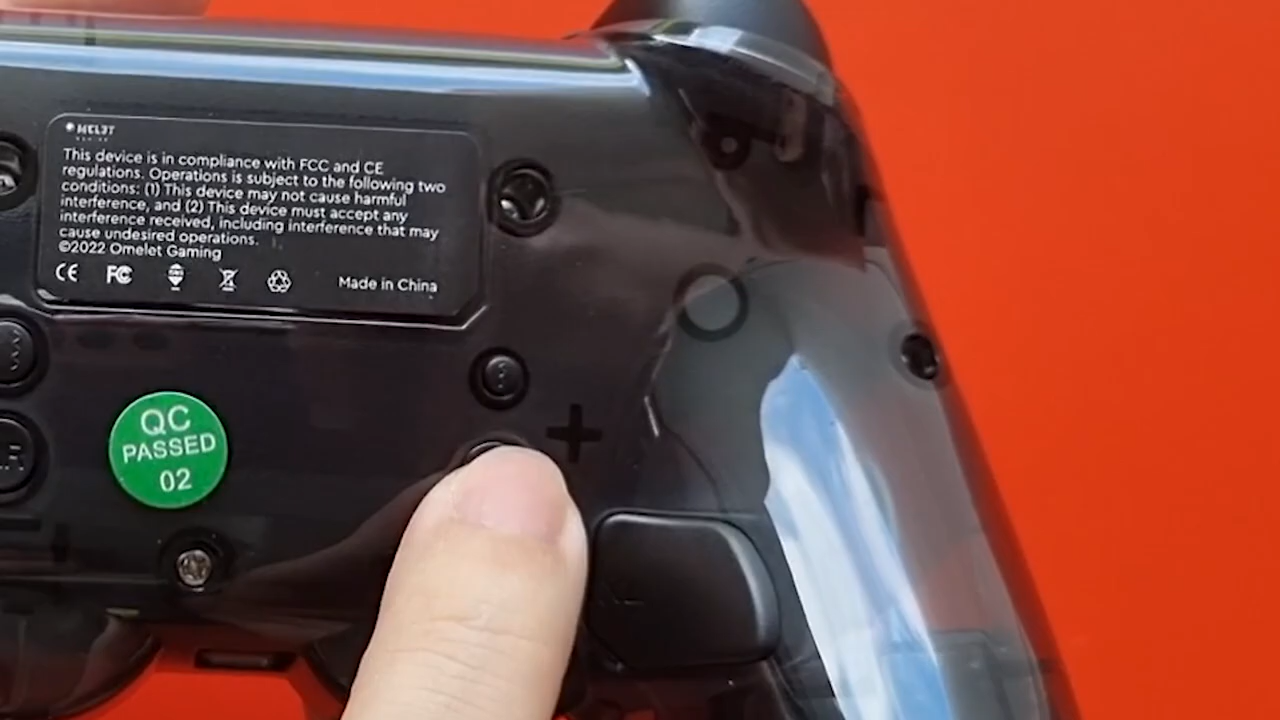 This device is in compliance with FCC and CE
regulations. Operations is subject to the following two
conditions: (1) This device may not cause harmful
interference, and (2) This device must accept any
interference received, including interference that may
cause undesired operations.
©2022 Omelet Gaming
CE FC Made in China
QC
PASSED
02